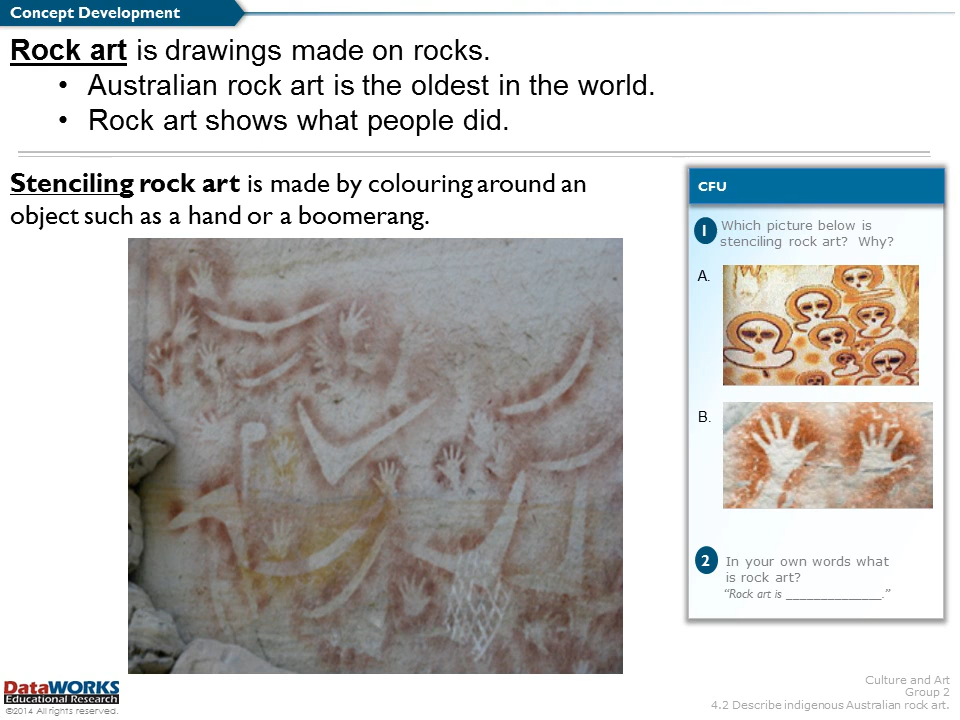 Concept Development
Rock art is drawings made on rocks.
• Australian rock art is the oldest in the world.
• Rock art shows what people did.
Stenciling rock art is made by colouring around an
object such as a hand or a boomerang.
CFU
1 Which picture below is
stenciling rock art? Why?
A.
B.
2 In your own words what
is rock art?
“Rock art is ______________.”
DataWORKS
Educational Research
©2014 All rights reserved.
Culture and Art
Group 2
4.2 Describe indigenous Australian rock art.